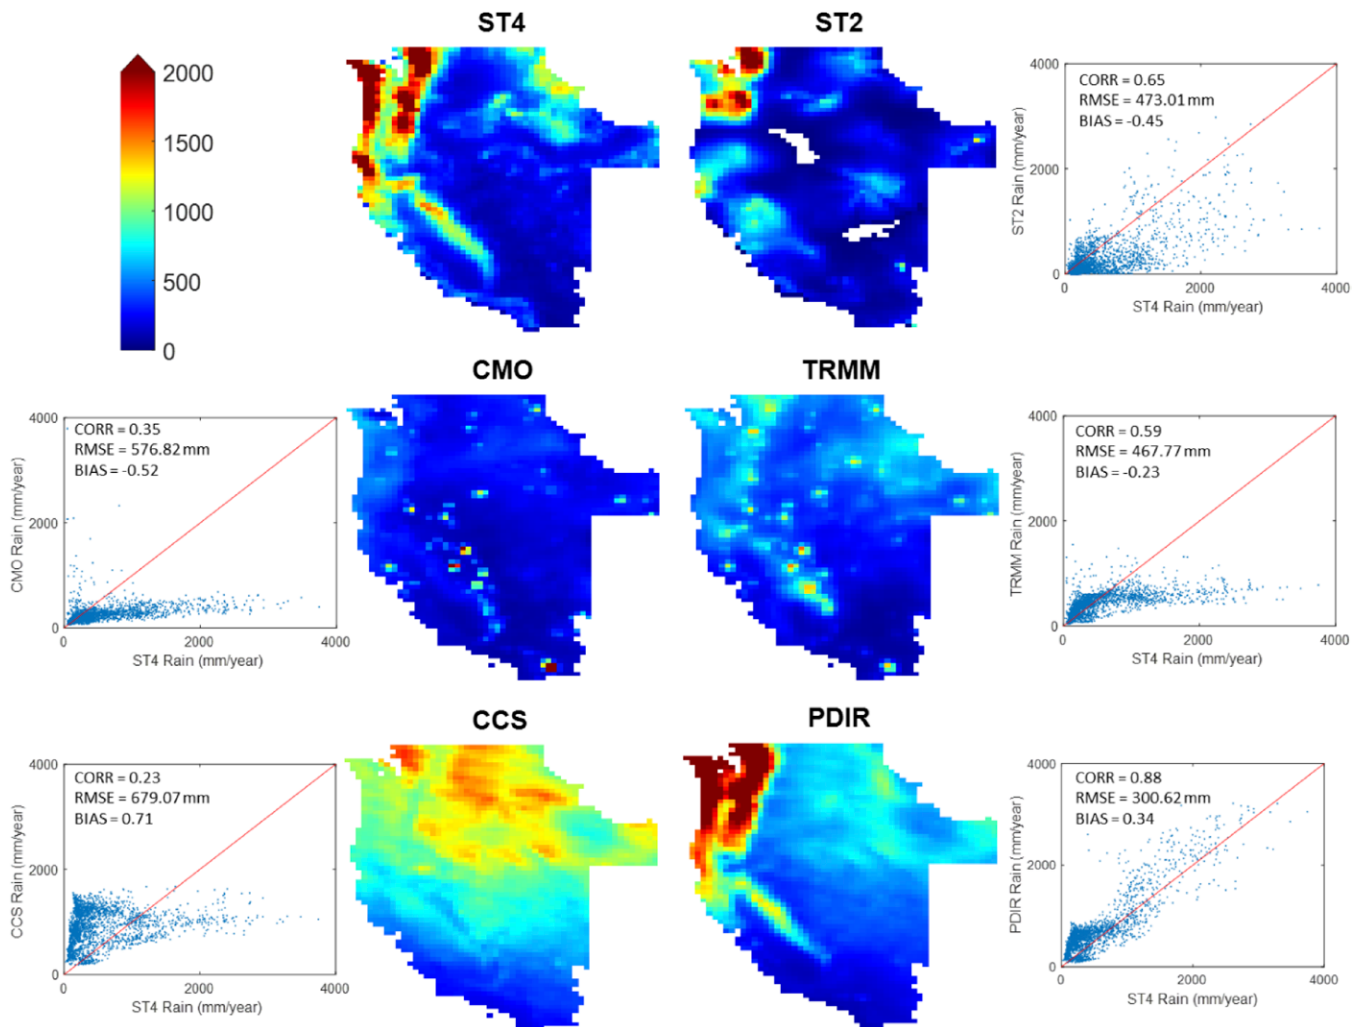 ST4
ST2
2000
1500
1000
500
0
CORR = 0.65
RMSE = 473.01 mm
BIAS = -0.45
4000
2000
0
ST2 Rain (mm/year)
0
2000
4000
ST4 Rain (mm/year)
CMO
TRMM
CORR = 0.35
RMSE = 576.82 mm
BIAS = -0.52
4000
2000
0
CMO Rain (mm/year)
0
2000
4000
ST4 Rain (mm/year)
CORR = 0.59
RMSE = 467.77 mm
BIAS = -0.23
4000
2000
0
TRMM Rain (mm/year)
0
2000
4000
ST4 Rain (mm/year)
CCS
PDIR
CORR = 0.23
RMSE = 679.07 mm
BIAS = 0.71
4000
2000
0
CCS Rain (mm/year)
0
2000
4000
ST4 Rain (mm/year)
CORR = 0.88
RMSE = 300.62 mm
BIAS = 0.34
4000
2000
0
PDIR Rain (mm/year)
0
2000
4000
ST4 Rain (mm/year)